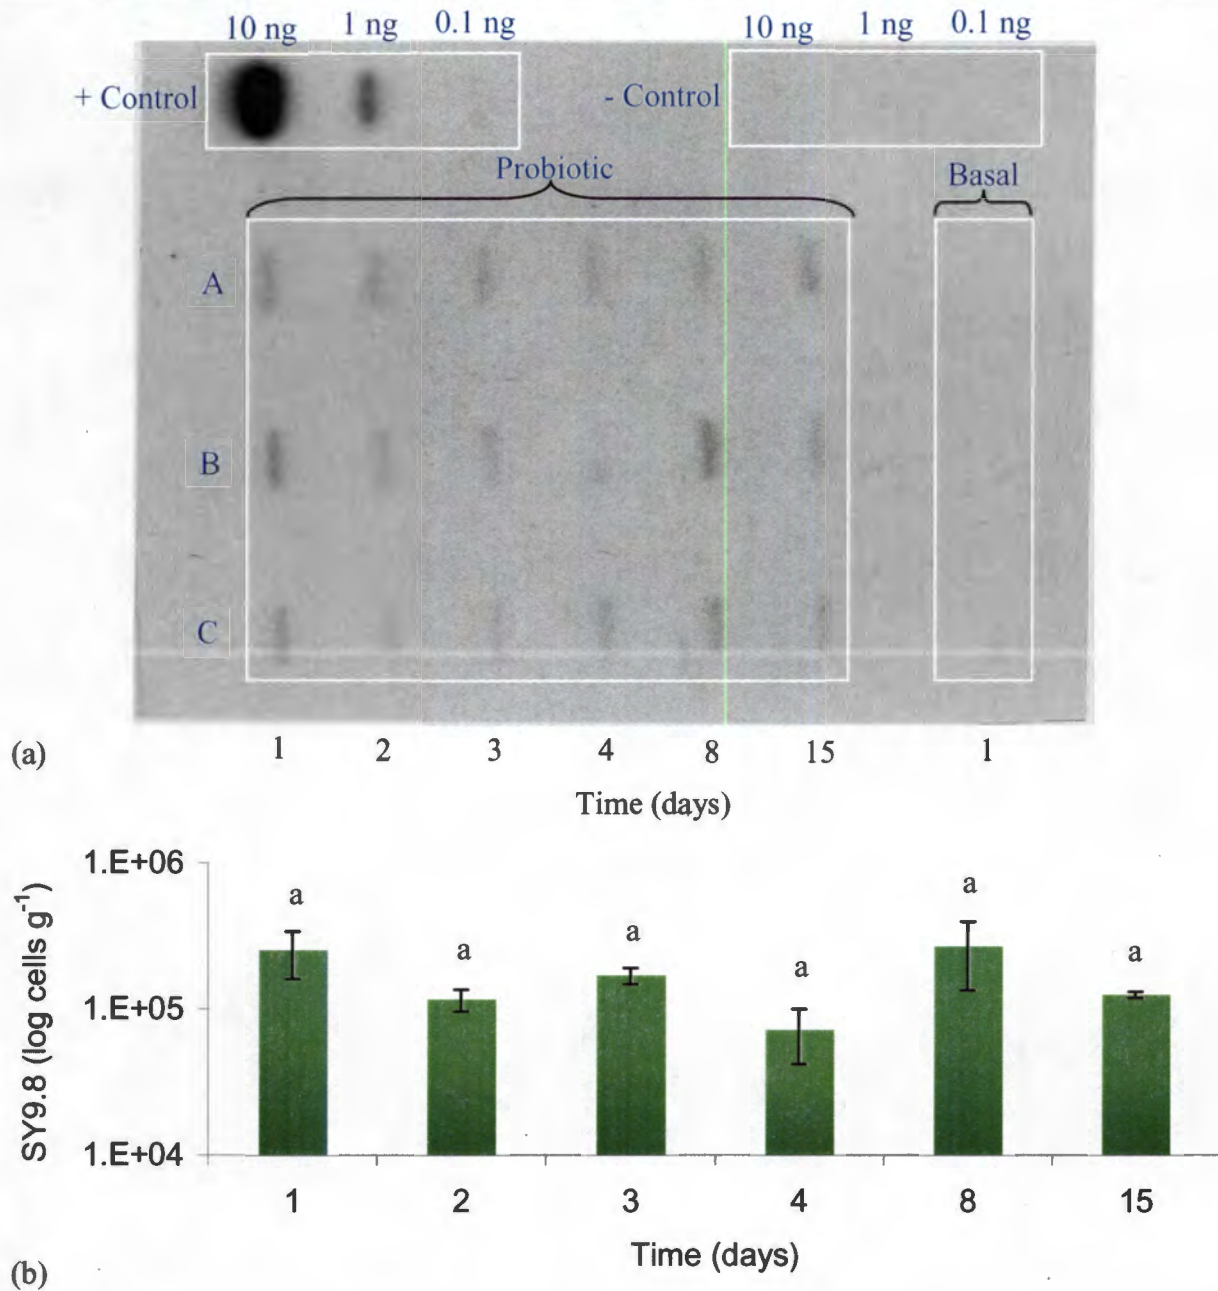 10 ng 1 ng 0.1 ng 10 ng 1 ng 0.1 ng
+ Control - Control
Probiotic Basal
A
B
C
(a) 1 2 3 4 8 15 1
Time (days)
1.E+06
1.E+05
1.E+04
SY9.8 (log cells g⁻¹)
a a a a a a
1 2 3 4 8 15
Time (days)
(b)